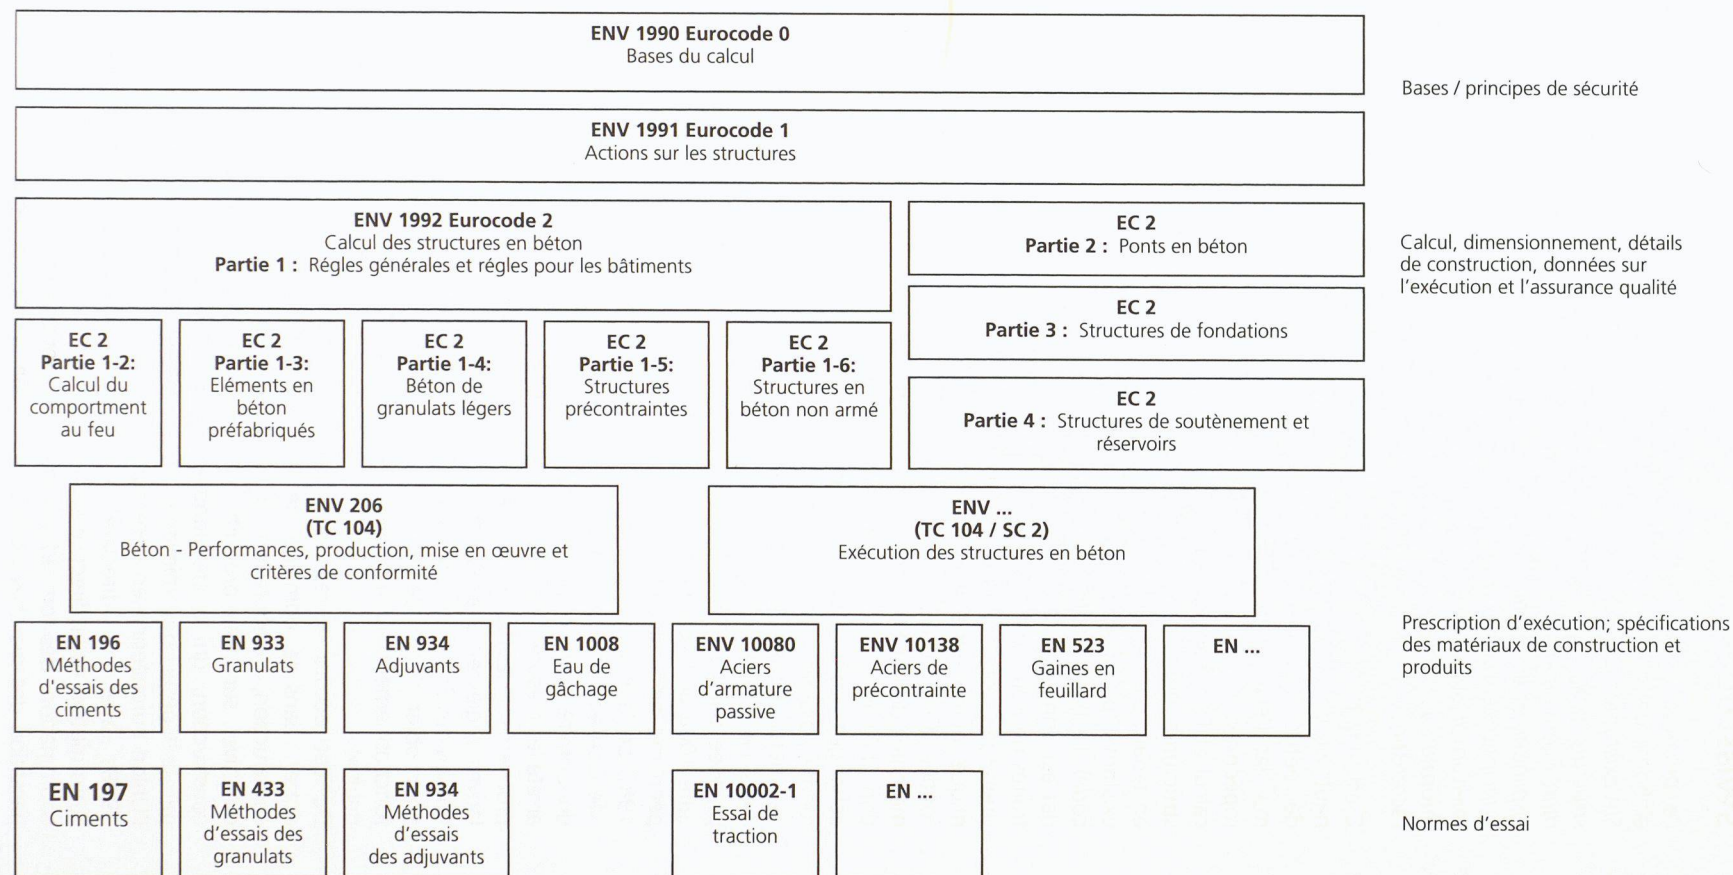 ENV 1990 Eurocode 0
Bases du calcul
Bases / principes de sécurité
ENV 1991 Eurocode 1
Actions sur les structures
ENV 1992 Eurocode 2
Calcul des structures en béton
Partie 1 : Régles générales et régles pour les bâtiments
EC 2
Partie 2 : Ponts en béton
Calcul, dimensionnement, détails
de construction, données sur
l'exécution et l'assurance qualité
EC 2
Partie 3 : Structures de fondations
EC 2
Partie 1-2:
Calcul du
comportment
au feu
EC 2
Partie 1-3:
Eléments en
béton
préfabriqués
EC 2
Partie 1-4:
Béton de
granulats légers
EC 2
Partie 1-5:
Structures
précontraintes
EC 2
Partie 1-6:
Structures en
béton non armé
EC 2
Partie 4 : Structures de soutènement et
réservoirs
ENV 206
(TC 104)
Béton - Performances, production, mise en œuvre et
critères de conformité
ENV ...
(TC 104 / SC 2)
Exécution des structures en béton
Prescription d'exécution; spécifications
des matériaux de construction et
produits
EN 196
Méthodes
d'essais des
ciments
EN 933
Granulats
EN 934
Adjuvants
EN 1008
Eau de
gâchage
ENV 10080
Aciers
d'armature
passive
ENV 10138
Aciers de
précontrainte
EN 523
Gaines en
feuillard
EN ...
EN 197
Ciments
EN 433
Méthodes
d'essais des
granulats
EN 934
Méthodes
d'essais
des adjuvants
EN 10002-1
Essai de
traction
EN ...
Normes d'essai